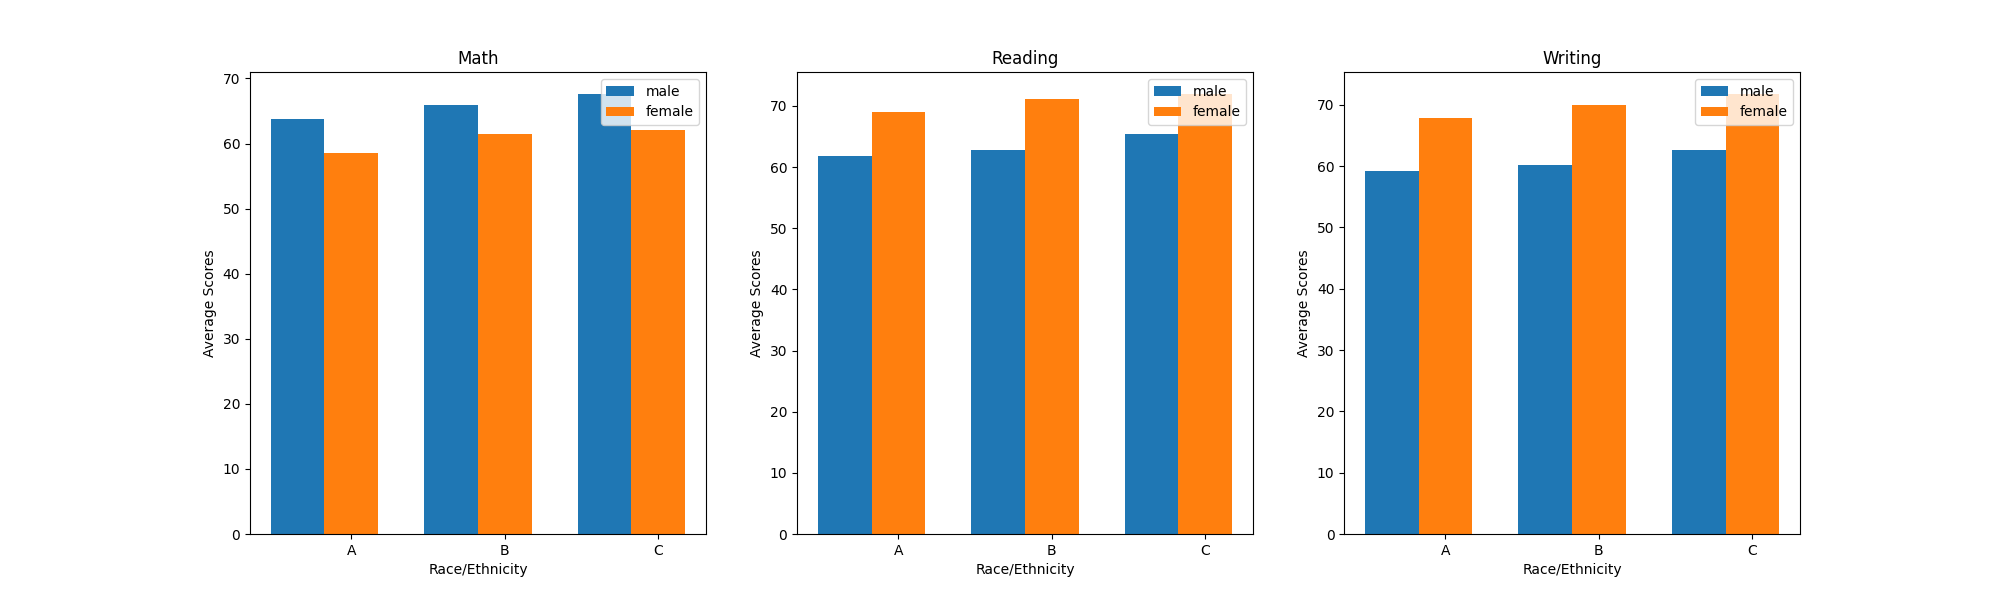 Math
Reading
Writing
70
60
50
40
30
20
10
0
Average Scores
male
female
A
B
C
Race/Ethnicity
70
60
50
40
30
20
10
0
Average Scores
male
female
A
B
C
Race/Ethnicity
70
60
50
40
30
20
10
0
Average Scores
male
female
A
B
C
Race/Ethnicity